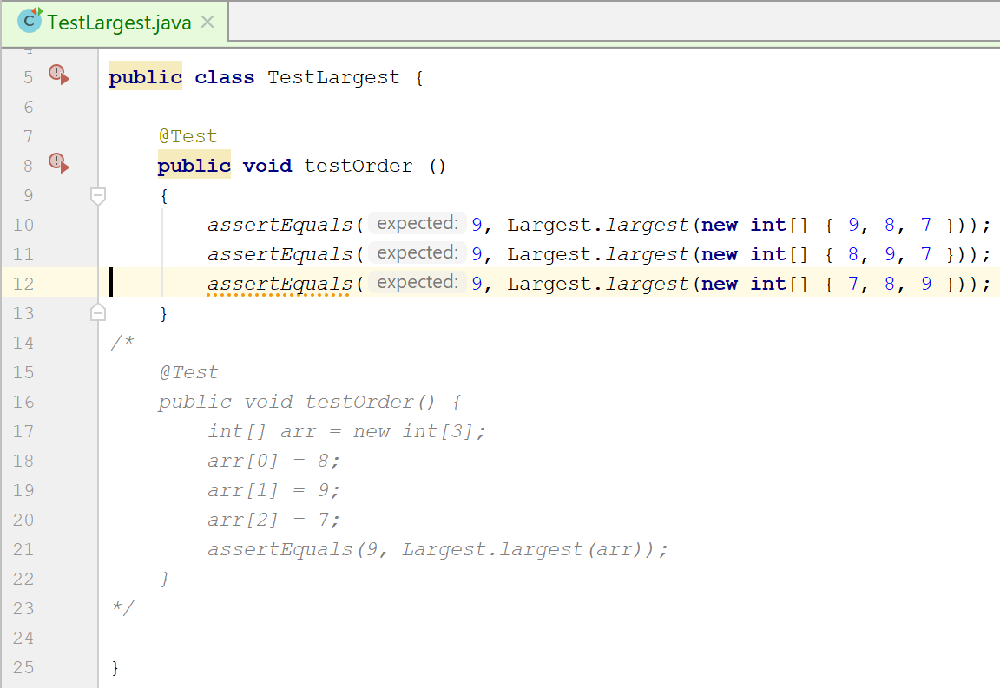 TestLargest.java
4
5 public class TestLargest {
6
7 @Test
8 public void testOrder ()
9 {
10 assertEquals( expected: 9, Largest.largest(new int[] { 9, 8, 7 }));
11 assertEquals( expected: 9, Largest.largest(new int[] { 8, 9, 7 }));
12 assertEquals( expected: 9, Largest.largest(new int[] { 7, 8, 9 }));
13 }
14 /*
15 @Test
16 public void testOrder() {
17 int[] arr = new int[3];
18 arr[0] = 8;
19 arr[1] = 9;
20 arr[2] = 7;
21 assertEquals(9, Largest.largest(arr));
22 }
23 */
24
25 }